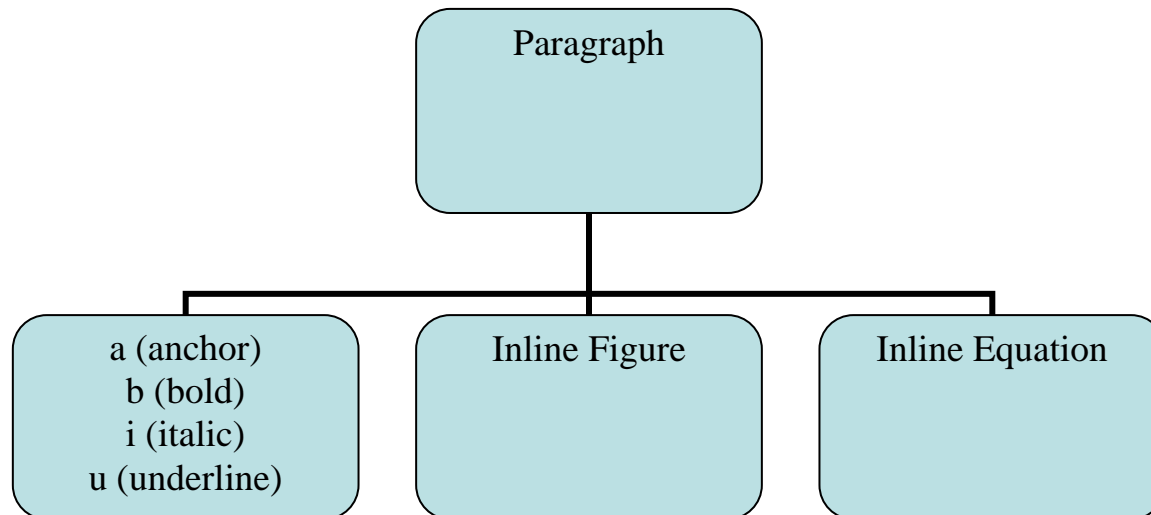 Paragraph
a (anchor)
b (bold)
i (italic)
u (underline)
Inline Figure
Inline Equation